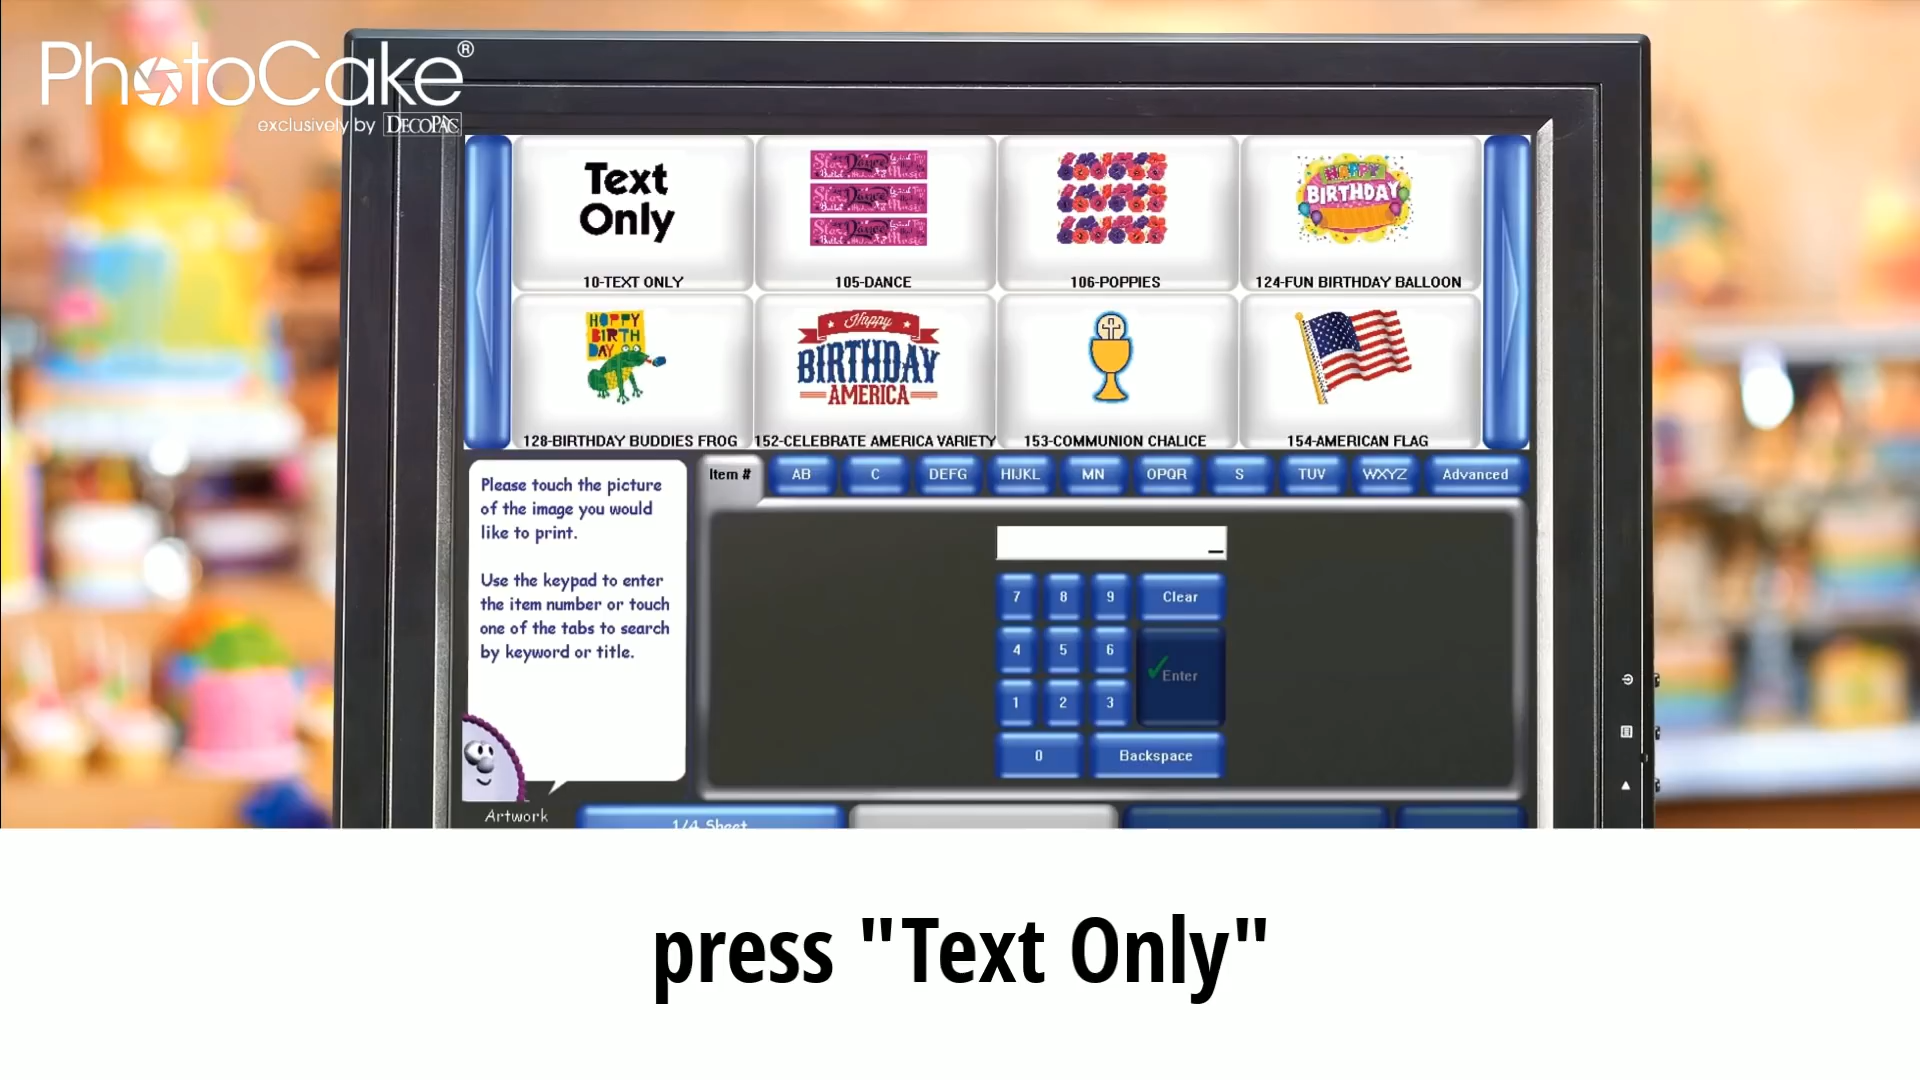 PhotoCake®
exclusively by DECOPAC
Text
Only
10-TEXT ONLY
105-DANCE
106-POPPIES
HAPPY
BIRTHDAY
124-FUN BIRTHDAY BALLOON
HAPPY
BIRTH
DAY
128-BIRTHDAY BUDDIES FROG
Happy
BIRTHDAY
AMERICA
152-CELEBRATE AMERICA VARIETY
153-COMMUNION CHALICE
154-AMERICAN FLAG
Item #
AB
C
DEFG
HIJKL
MN
OPQR
S
TUV
WXYZ
Advanced
Please touch the picture
of the image you would
like to print.
Use the keypad to enter
the item number or touch
one of the tabs to search
by keyword or title.
7 8 9 Clear
4 5 6
Enter
1 2 3
0 Backspace
Artwork
1/4 Sheet
press "Text Only"